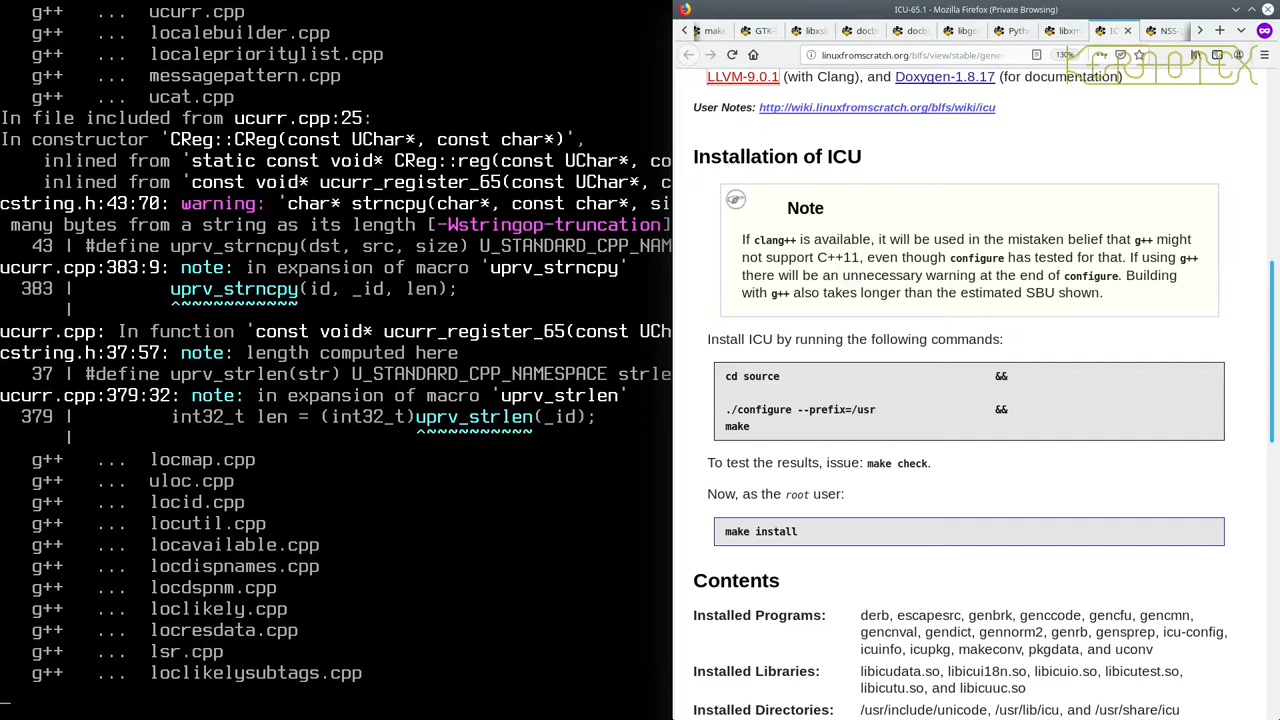 g++ ... ucurr.cpp
g++ ... localebuilder.cpp
g++ ... localeprioritylist.cpp
g++ ... messagepattern.cpp
g++ ... ucat.cpp
In file included from ucurr.cpp:25:
In constructor 'CReg::CReg(const UChar*, const char*)',
inlined from 'static const void* CReg::reg(const UChar*, co
inlined from 'const void* ucurr_register_65(const UChar*, c
cstring.h:43:70: warning: 'char* strncpy(char*, const char*, si
many bytes from a string as its length [-Wstringop-truncation]
43 | #define uprv_strncpy(dst, src, size) U_STANDARD_CPP_NAM
ucurr.cpp:383:9: note: in expansion of macro 'uprv_strncpy'
383 | uprv_strncpy(id, _id, len);
| ^~~~~~~~~~~~
ucurr.cpp: In function 'const void* ucurr_register_65(const UCh
cstring.h:37:57: note: length computed here
37 | #define uprv_strlen(str) U_STANDARD_CPP_NAMESPACE strle
ucurr.cpp:379:32: note: in expansion of macro 'uprv_strlen'
379 | int32_t len = (int32_t)uprv_strlen(_id);
| ^~~~~~~~~~~
g++ ... locmap.cpp
g++ ... uloc.cpp
g++ ... locid.cpp
g++ ... locutil.cpp
g++ ... locavailable.cpp
g++ ... locdispnames.cpp
g++ ... locdspnm.cpp
g++ ... loclikely.cpp
g++ ... locresdata.cpp
g++ ... lsr.cpp
g++ ... loclikelysubtags.cpp
ICU-65.1 - Mozilla Firefox (Private Browsing)
make GTK- libxsl docb docb libgc Pytho libxm IC NSS-
linuxfromscratch.org/blfs/view/stable/gene 130%
KERNOTEX
LLVM-9.0.1 (with Clang), and Doxygen-1.8.17 (for documentation)
User Notes: http://wiki.linuxfromscratch.org/blfs/wiki/icu
Installation of ICU
Note
If clang++ is available, it will be used in the mistaken belief that g++ might
not support C++11, even though configure has tested for that. If using g++
there will be an unnecessary warning at the end of configure. Building
with g++ also takes longer than the estimated SBU shown.
Install ICU by running the following commands:
cd source &&
./configure --prefix=/usr &&
make
To test the results, issue: make check.
Now, as the root user:
make install
Contents
Installed Programs: derb, escapesrc, genbrk, genccode, gencfu, gencmn,
gencnval, gendict, gennorm2, genrb, gensprep, icu-config,
icuinfo, icupkg, makeconv, pkgdata, and uconv
Installed Libraries: libicudata.so, libicui18n.so, libicuio.so, libicutest.so,
libicutu.so, and libicuuc.so
Installed Directories: /usr/include/unicode, /usr/lib/icu, and /usr/share/icu